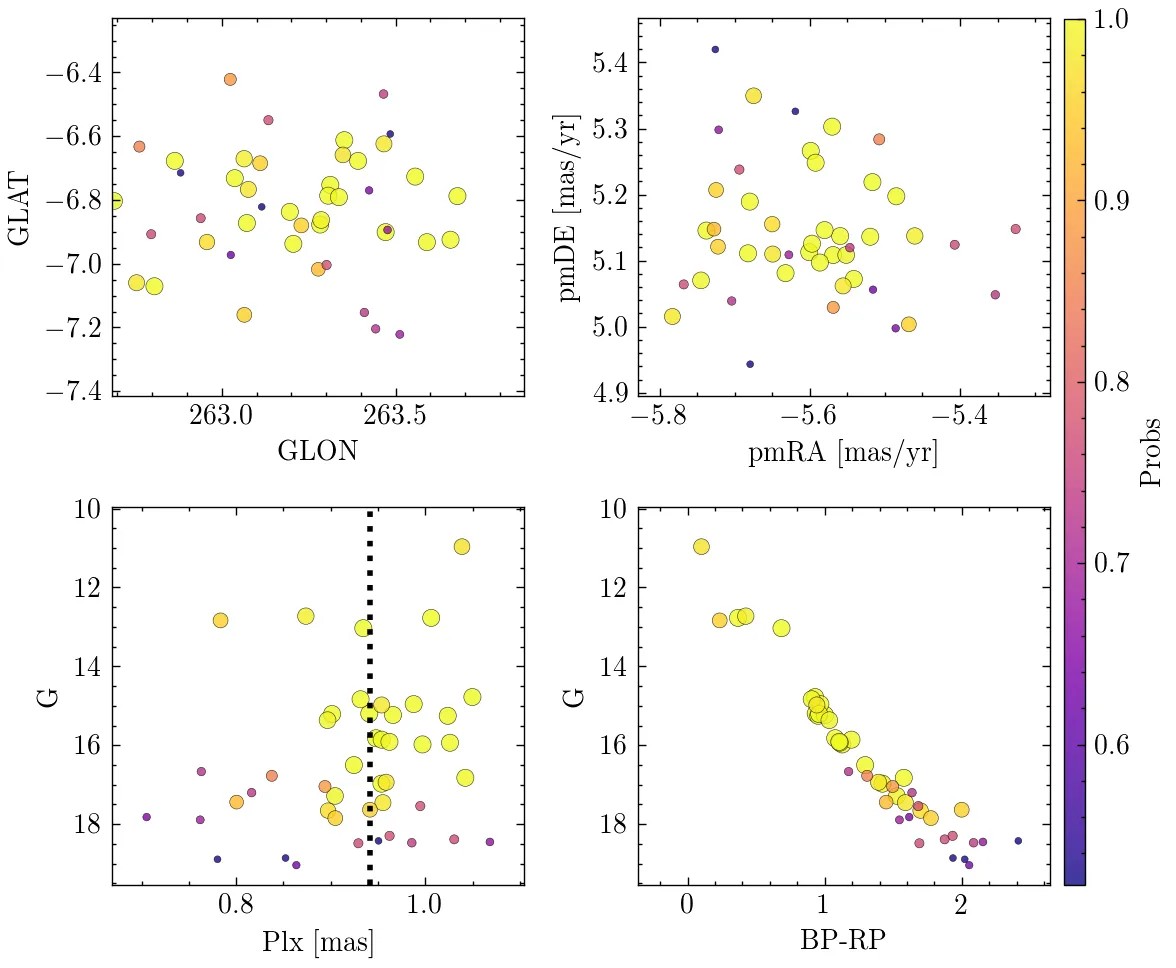 −6.4
−6.6
−6.8
−7.0
−7.2
−7.4
GLAT
263.0 263.5
GLON
5.4
5.3
5.2
5.1
5.0
4.9
pmDE [mas/yr]
−5.8 −5.6 −5.4
pmRA [mas/yr]
1.0
0.9
0.8
0.7
0.6
Probs
10
12
14
16
18
G
0.8 1.0
Plx [mas]
10
12
14
16
18
G
0 1 2
BP-RP